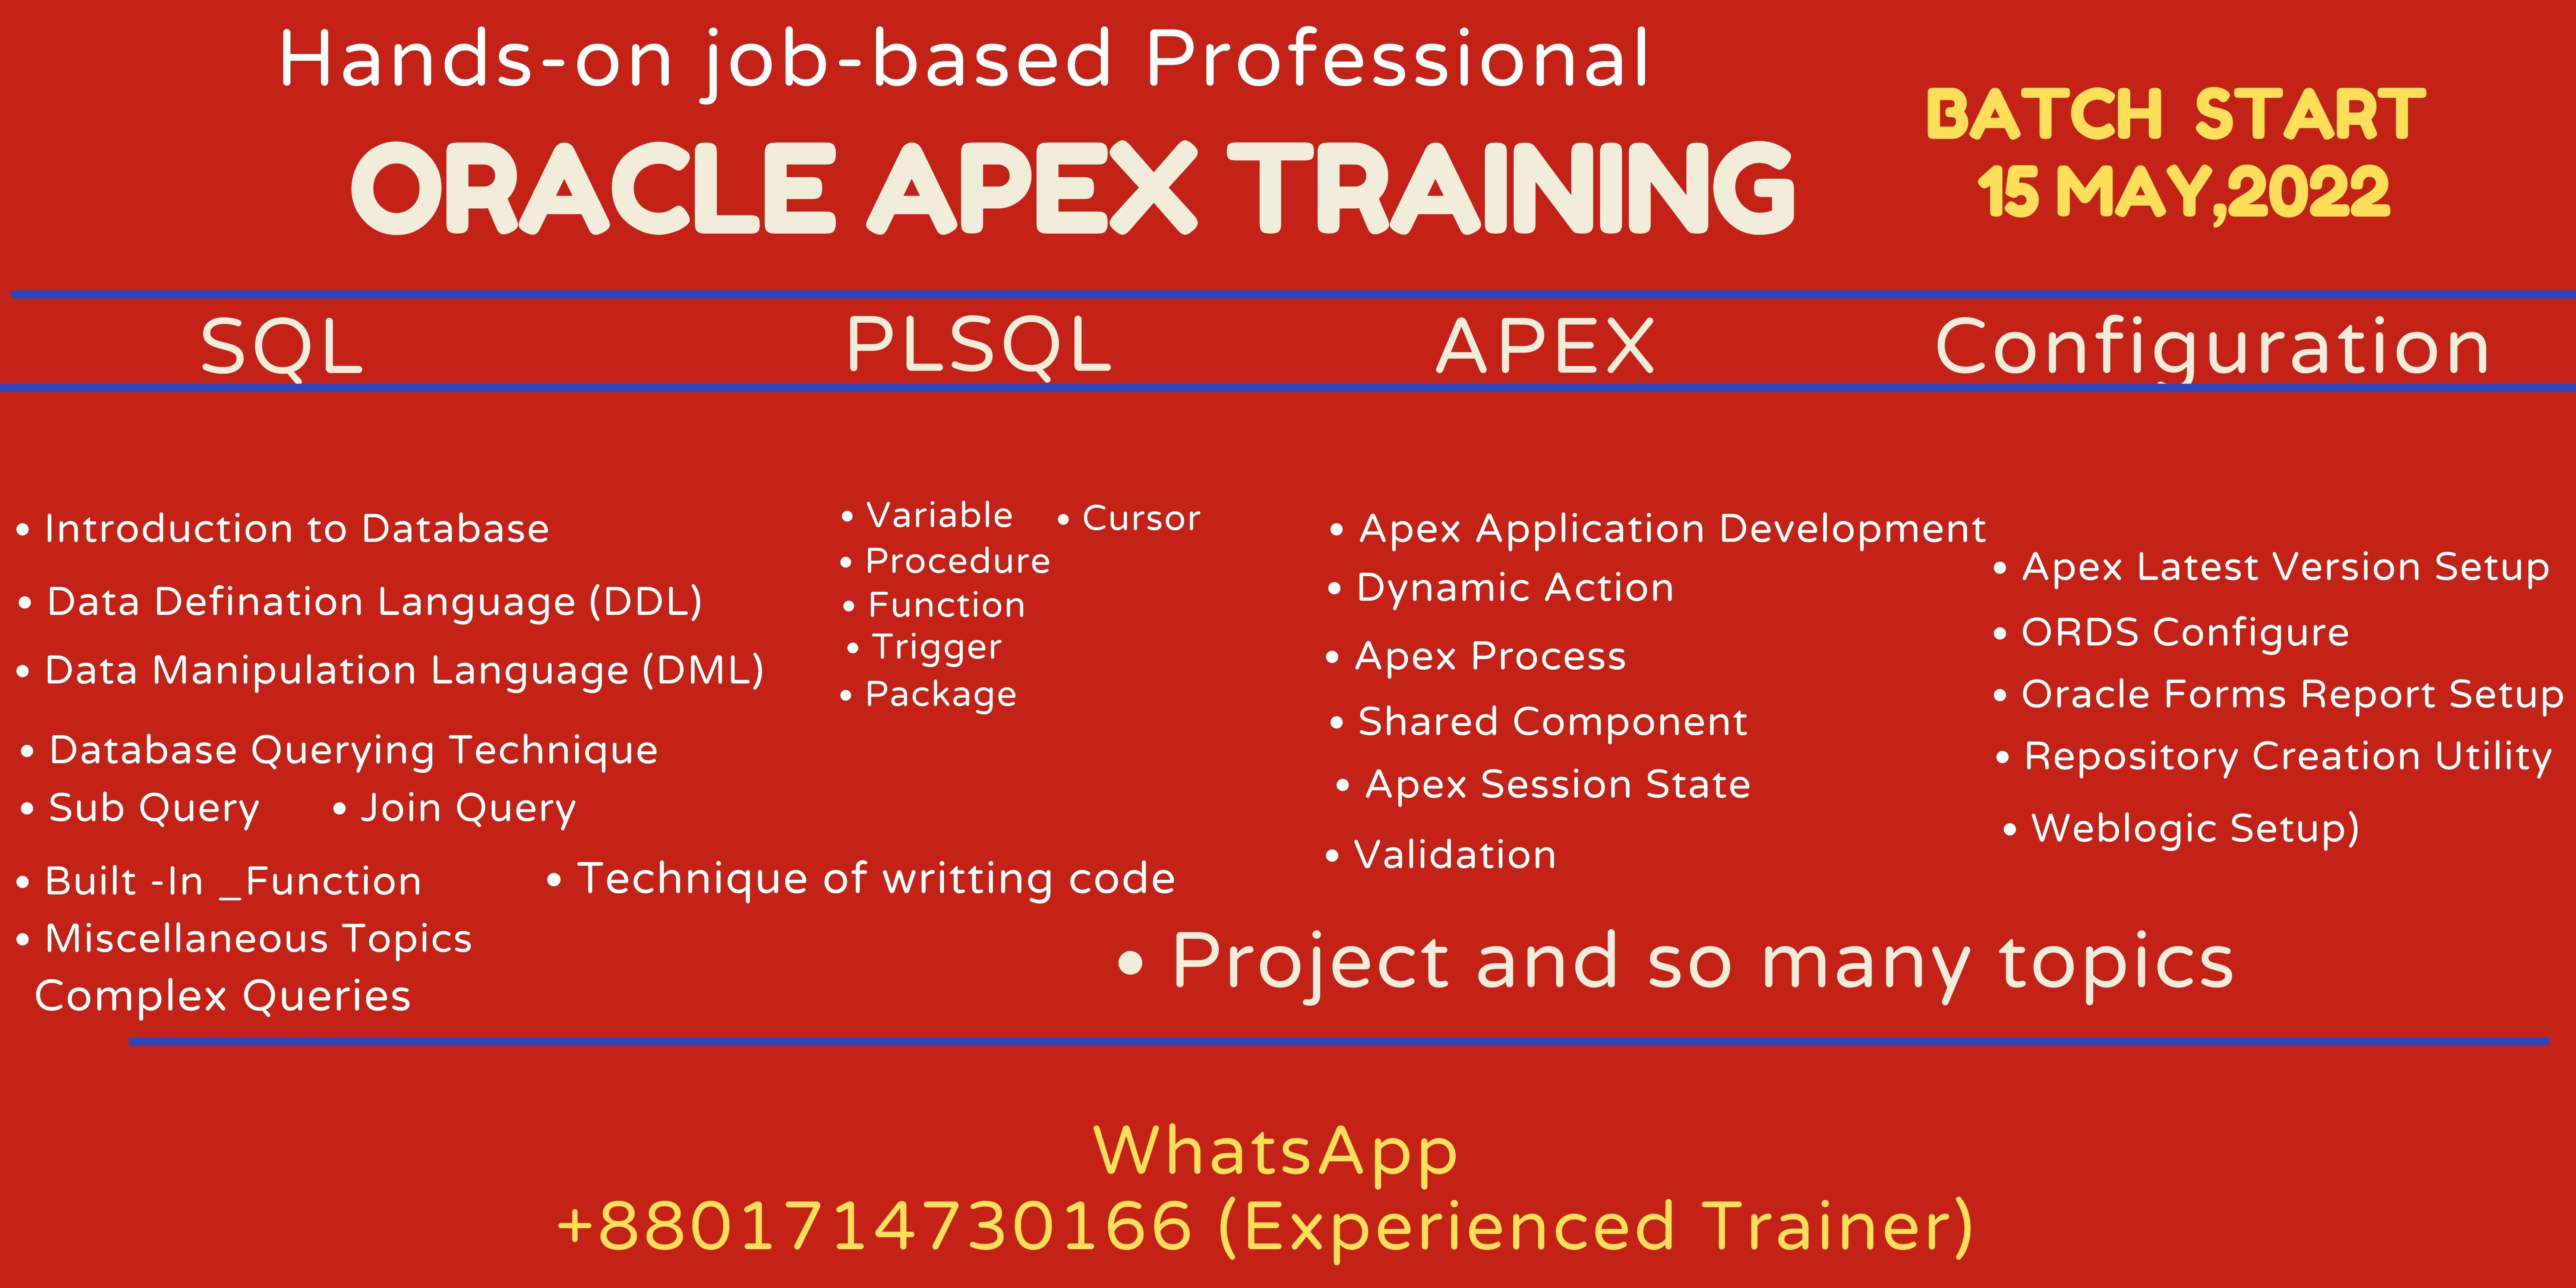 Hands-on job-based Professional
ORACLE APEX TRAINING
BATCH START
15 MAY,2022
SQL
PLSQL
APEX
Configuration
• Introduction to Database
• Data Defination Language (DDL)
• Data Manipulation Language (DML)
• Database Querying Technique
• Sub Query • Join Query
• Built -In _Function
• Miscellaneous Topics
Complex Queries
• Variable • Cursor
• Procedure
• Function
• Trigger
• Package
• Technique of writting code
• Apex Application Development
• Dynamic Action
• Apex Process
• Shared Component
• Apex Session State
• Validation
• Apex Latest Version Setup
• ORDS Configure
• Oracle Forms Report Setup
• Repository Creation Utility
• Weblogic Setup)
• Project and so many topics
WhatsApp
+8801714730166 (Experienced Trainer)